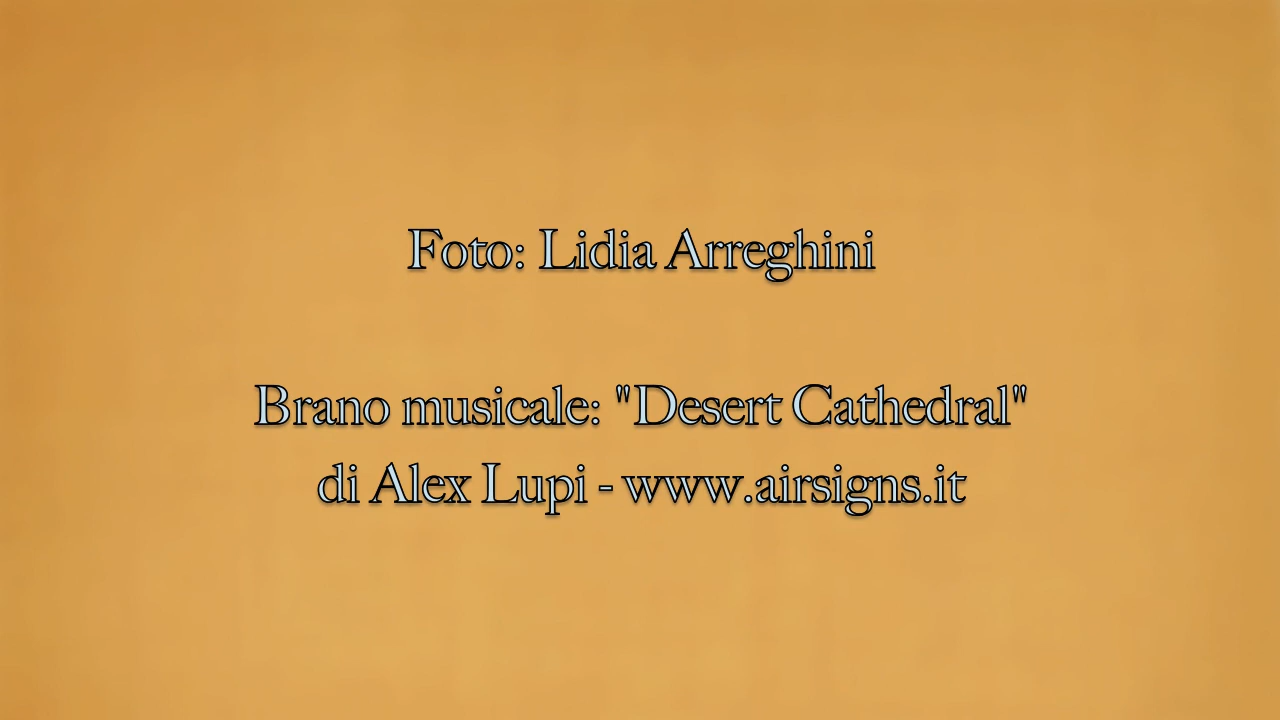 Foto: Lidia Arreghini
Brano musicale: "Desert Cathedral"
di Alex Lupi - www.airsigns.it